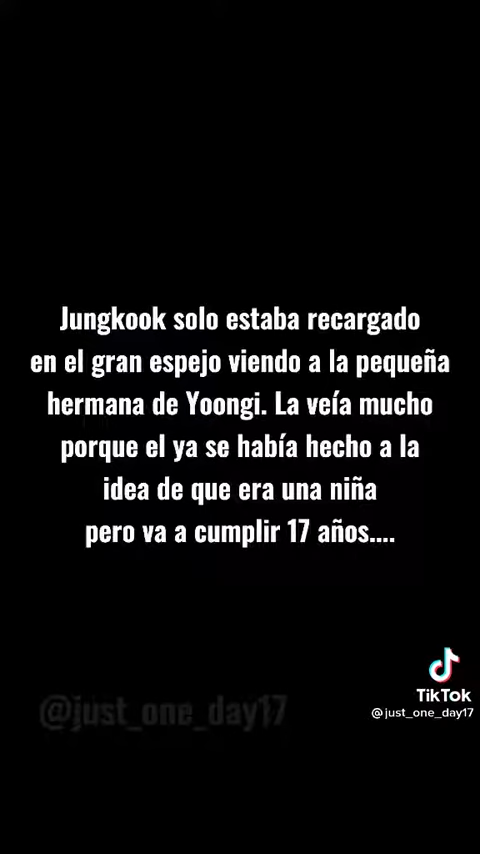 Jungkook solo estaba recargado
en el gran espejo viendo a la pequeña
hermana de Yoongi. La veía mucho
porque el ya se había hecho a la
idea de que era una niña
pero va a cumplir 17 años....
TikTok
@just_one_day17
@just_one_day17